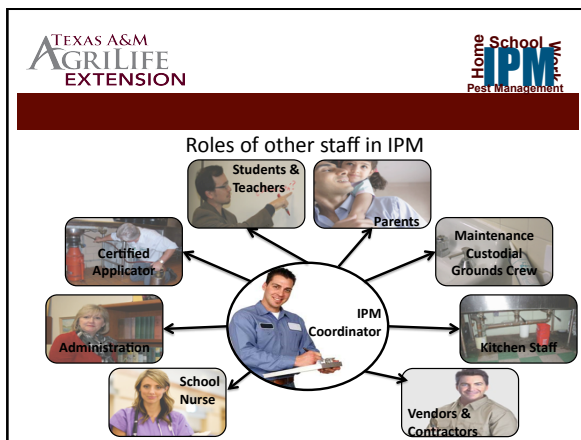 TEXAS A&M
AGRILIFE
EXTENSION
Home
School
Work
IPM
Pest Management
Roles of other staff in IPM
Students &
Teachers
Parents
Certified
Applicator
Maintenance
Custodial
Grounds Crew
IPM
Coordinator
Administration
Kitchen Staff
School
Nurse
Vendors &
Contractors